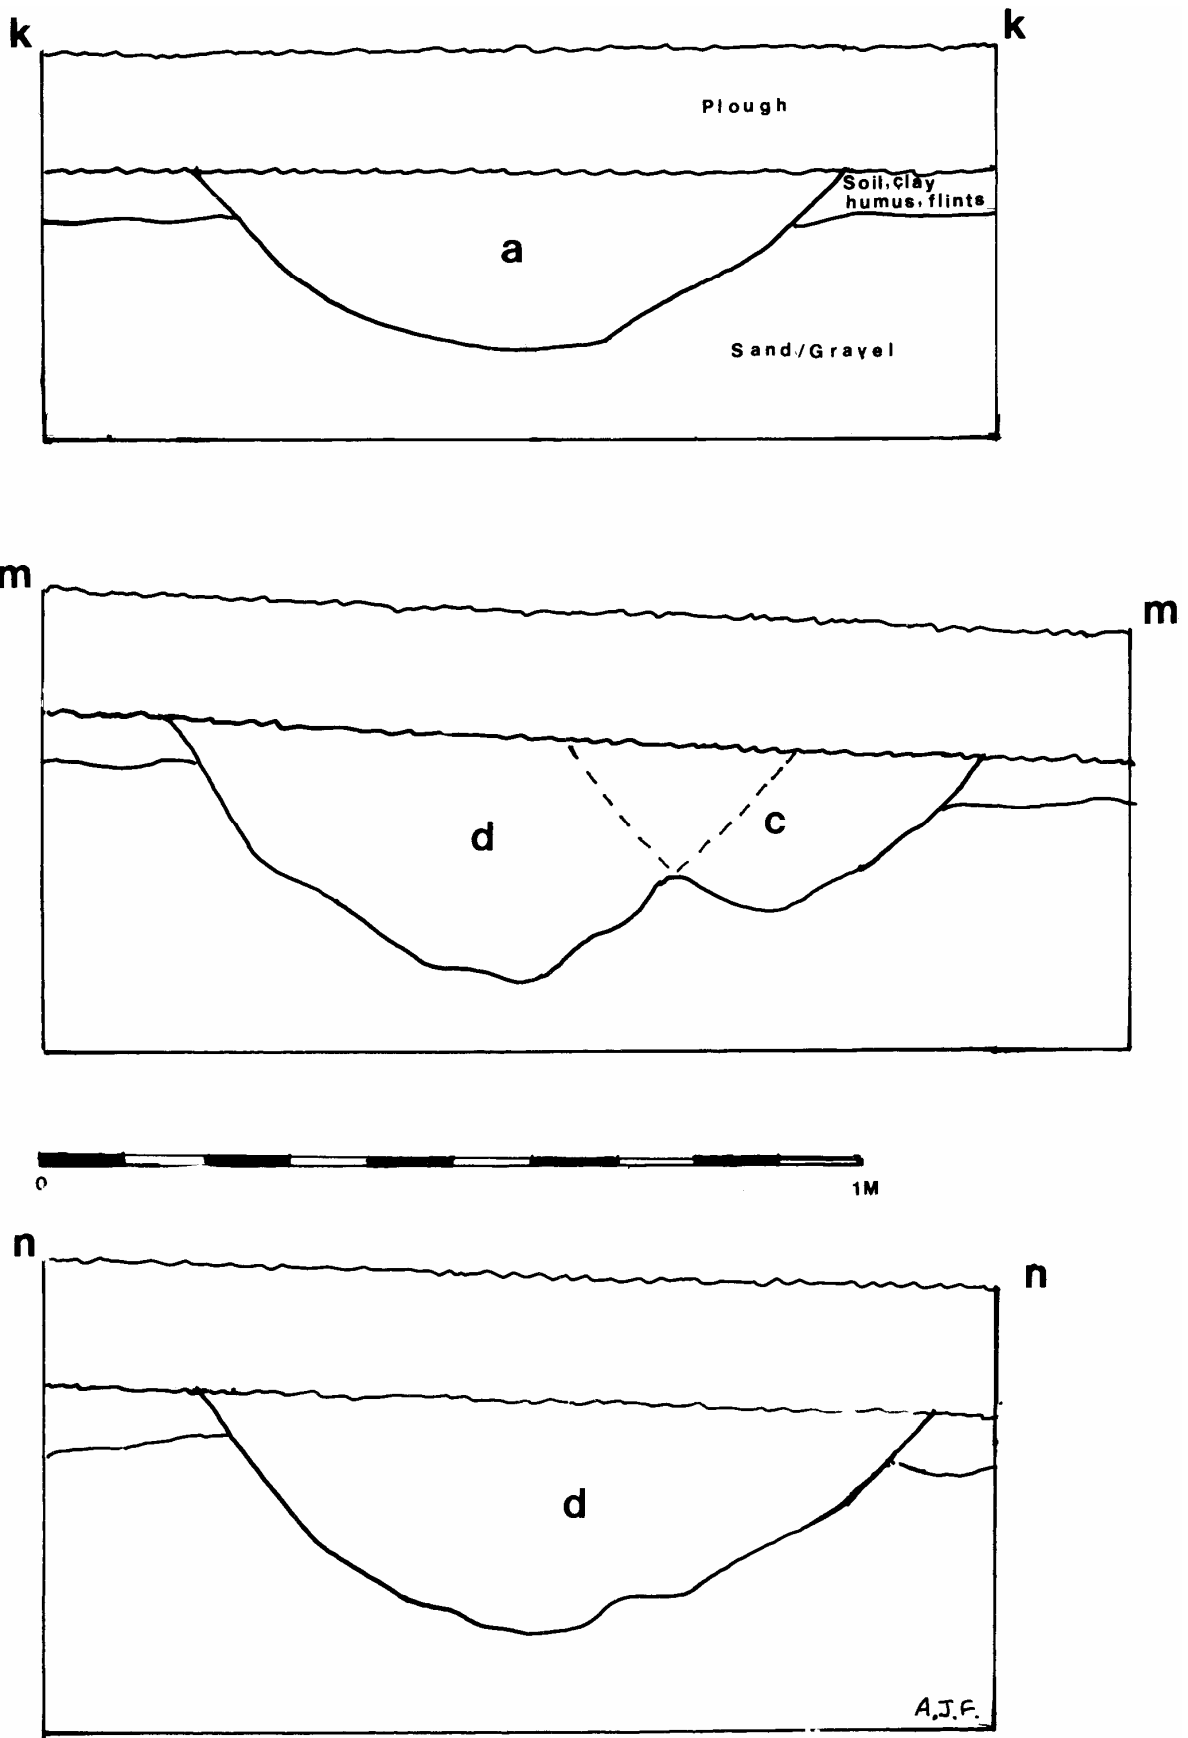 k k
Plough
Soil, clay
humus, flints
a
Sand/Gravel
m
m
d c
0 1M
n
n
d
A.J.F.